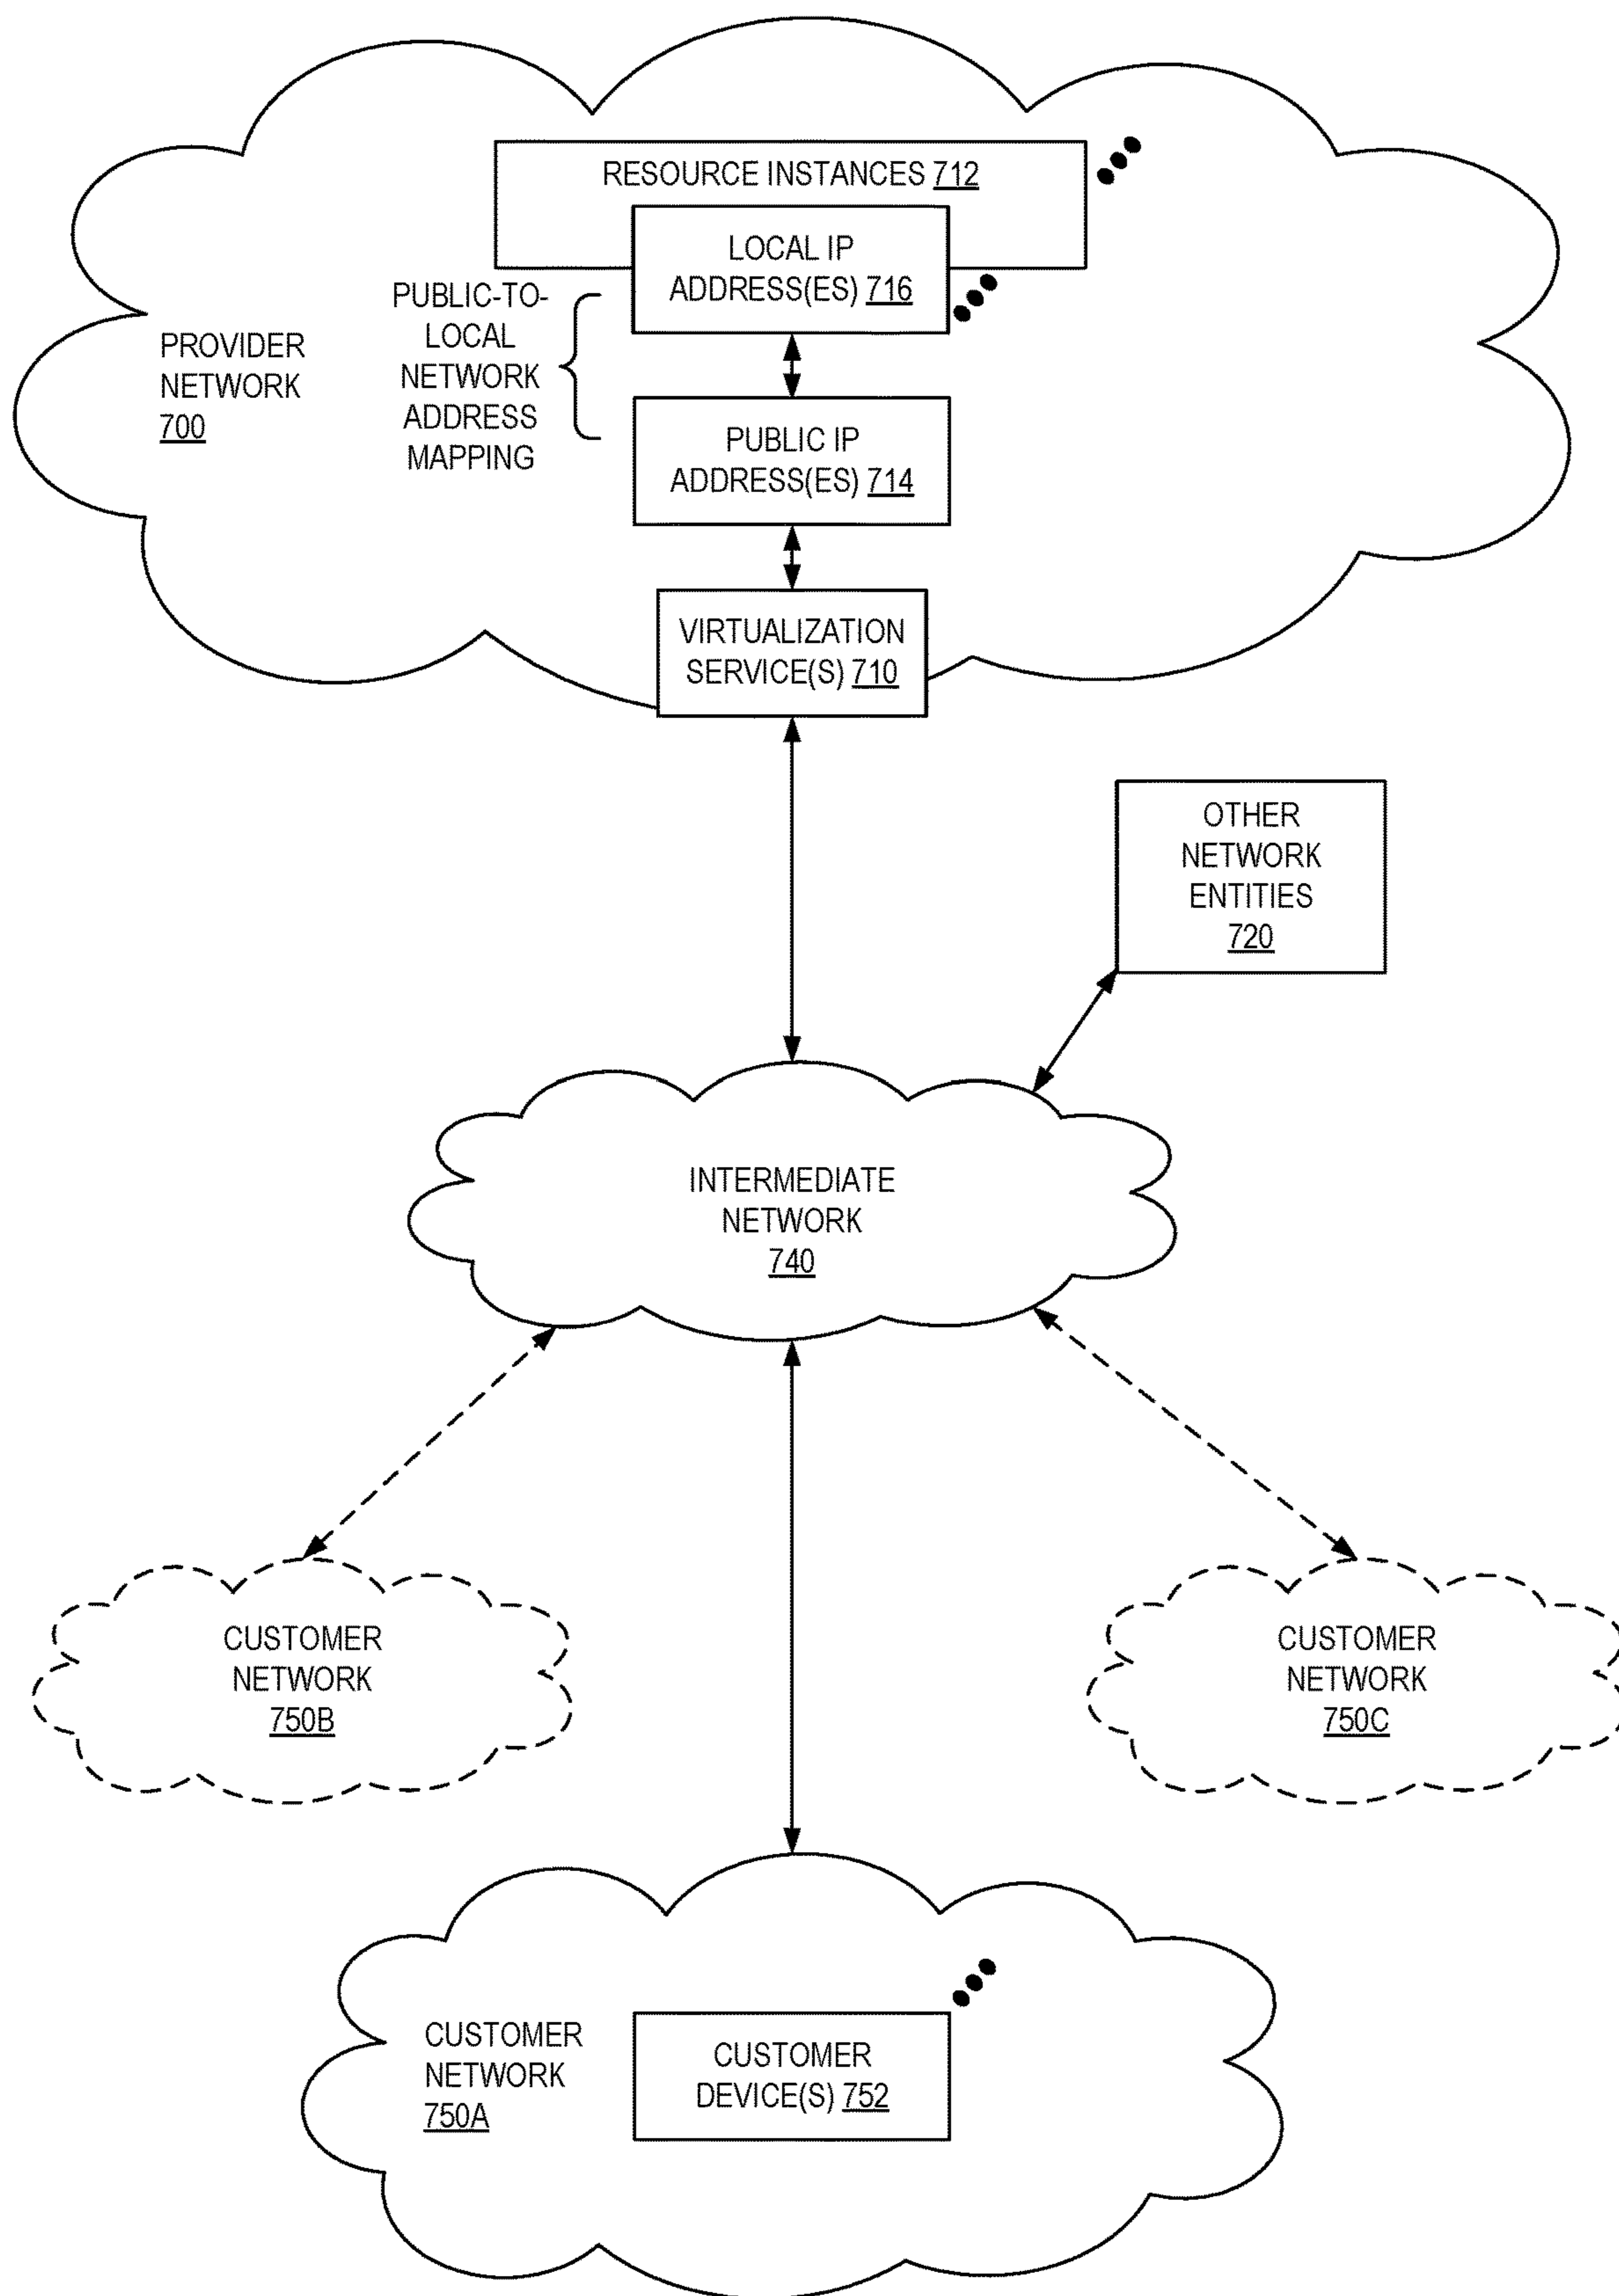 RESOURCE INSTANCES 712
LOCAL IP
ADDRESS(ES) 716
PUBLIC-TO-
LOCAL
NETWORK
ADDRESS
MAPPING
PROVIDER
NETWORK
700
PUBLIC IP
ADDRESS(ES) 714
VIRTUALIZATION
SERVICE(S) 710
OTHER
NETWORK
ENTITIES
720
INTERMEDIATE
NETWORK
740
CUSTOMER
NETWORK
750B
CUSTOMER
NETWORK
750C
CUSTOMER
NETWORK
750A
CUSTOMER
DEVICE(S) 752